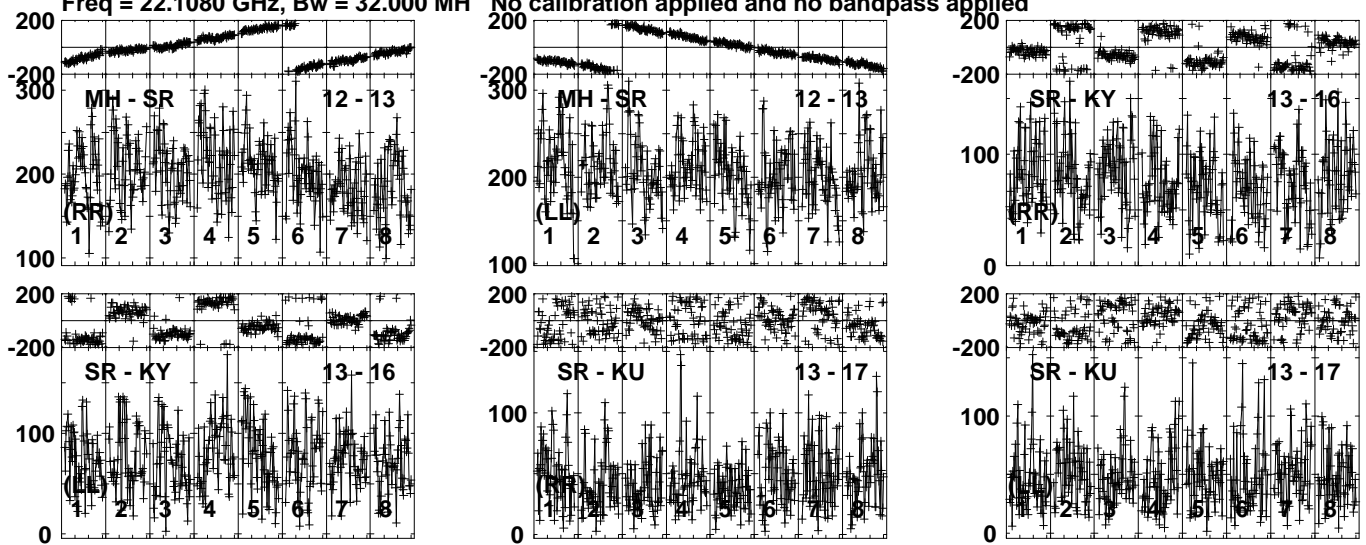 Freq = 22.1080 GHz, Bw = 32.000 MH No calibration applied and no bandpass applied
200
-200
300
200
100
MH - SR 12 - 13
(RR)
1 2 3 4 5 6 7 8
200
-200
300
200
100
MH - SR 12 - 13
(LL)
1 2 3 4 5 6 7 8
200
-200
100
0
SR - KY 13 - 16
(RR)
1 2 3 4 5 6 7 8
200
-200
100
0
SR - KY 13 - 16
(LL)
1 2 3 4 5 6 7 8
200
-200
100
0
SR - KU 13 - 17
(RR)
1 2 3 4 5 6 7 8
200
-200
100
0
SR - KU 13 - 17
(LL)
1 2 3 4 5 6 7 8